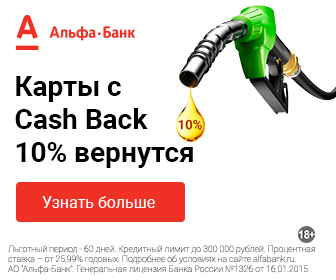 А Альфа·Банк
Карты с
Cash Back
10% вернутся
10%
Узнать больше
18+
Льготный период - 60 дней. Кредитный лимит до 300 000 рублей. Процентная
ставка – от 25,99% годовых. Подробнее об условиях на сайте alfabank.ru.
АО "Альфа-Банк". Генеральная лицензия Банка России №1326 от 16.01.2015